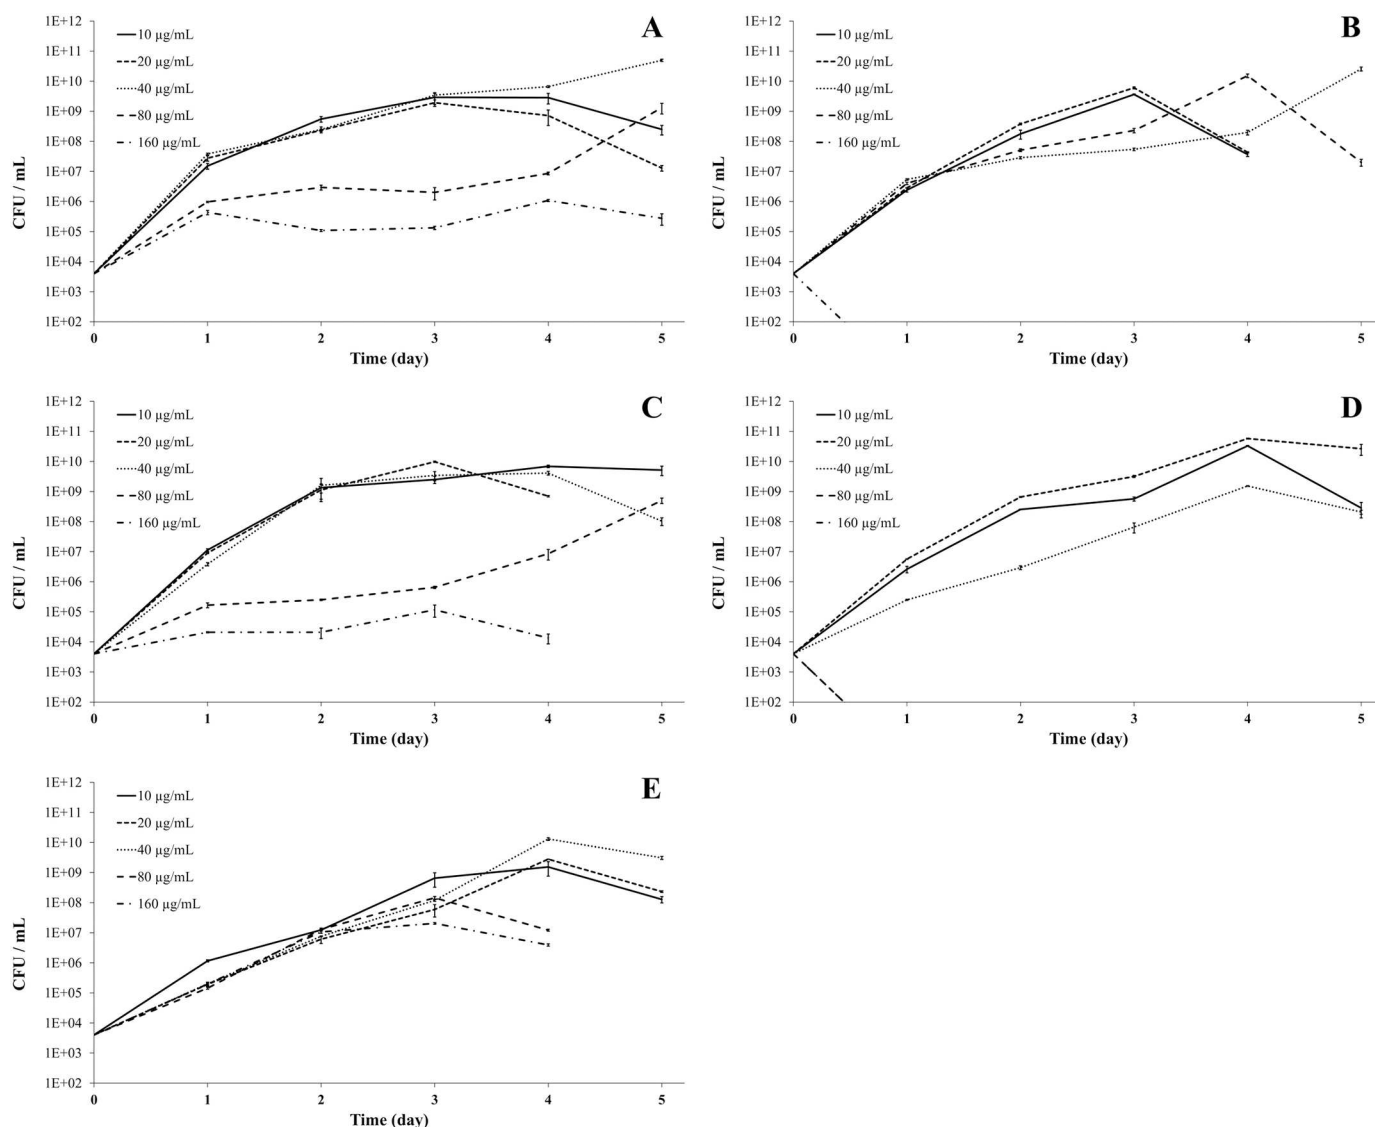 A
1E+12
1E+11
1E+10
1E+09
1E+08
1E+07
1E+06
1E+05
1E+04
1E+03
1E+02
CFU / mL
10 µg/mL
20 µg/mL
40 µg/mL
80 µg/mL
160 µg/mL
0 1 2 3 4 5
Time (day)
B
1E+12
1E+11
1E+10
1E+09
1E+08
1E+07
1E+06
1E+05
1E+04
1E+03
1E+02
CFU / mL
10 µg/mL
20 µg/mL
40 µg/mL
80 µg/mL
160 µg/mL
0 1 2 3 4 5
Time (day)
C
1E+12
1E+11
1E+10
1E+09
1E+08
1E+07
1E+06
1E+05
1E+04
1E+03
1E+02
CFU / mL
10 µg/mL
20 µg/mL
40 µg/mL
80 µg/mL
160 µg/mL
0 1 2 3 4 5
Time (day)
D
1E+12
1E+11
1E+10
1E+09
1E+08
1E+07
1E+06
1E+05
1E+04
1E+03
1E+02
CFU / mL
10 µg/mL
20 µg/mL
40 µg/mL
80 µg/mL
160 µg/mL
0 1 2 3 4 5
Time (day)
E
1E+12
1E+11
1E+10
1E+09
1E+08
1E+07
1E+06
1E+05
1E+04
1E+03
1E+02
CFU / mL
10 µg/mL
20 µg/mL
40 µg/mL
80 µg/mL
160 µg/mL
0 1 2 3 4 5
Time (day)